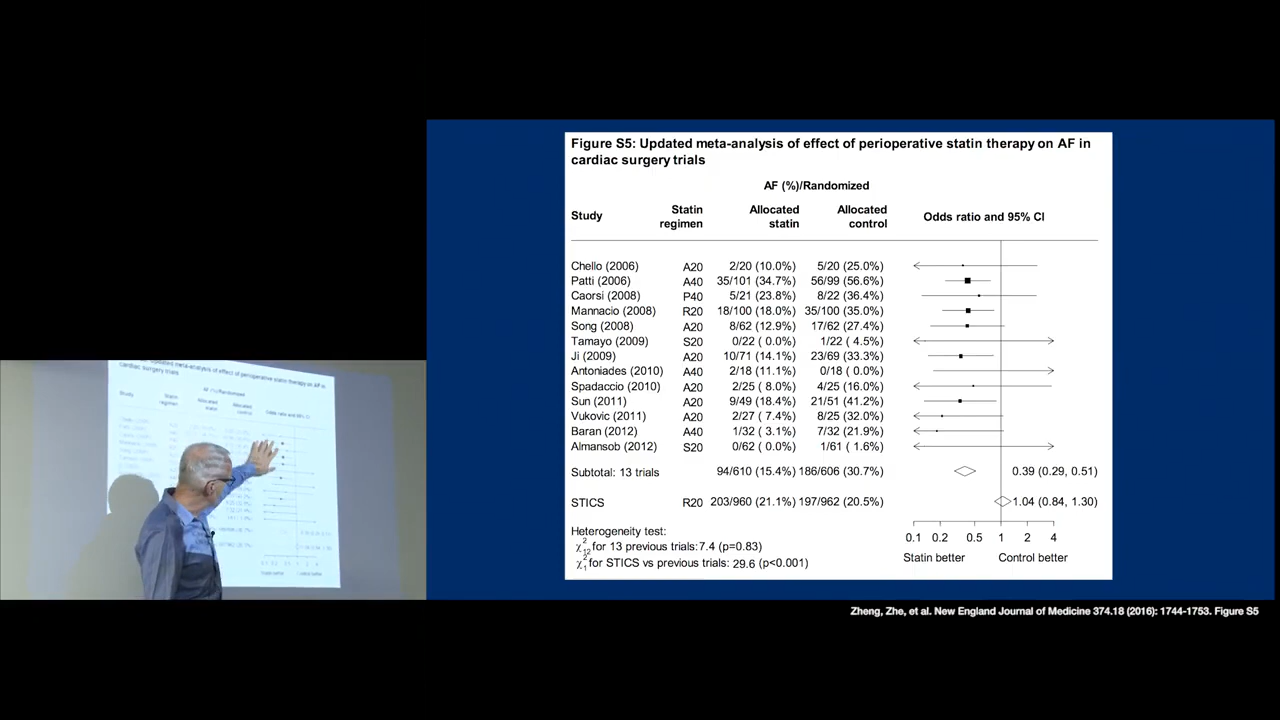 Figure S5: Updated meta-analysis of effect of perioperative statin therapy on AF in
cardiac surgery trials
AF (%)/Randomized
Study Statin regimen Allocated statin Allocated control Odds ratio and 95% CI
Chello (2006) A20 2/20 (10.0%) 5/20 (25.0%)
Patti (2006) A40 35/101 (34.7%) 56/99 (56.6%)
Caorsi (2008) P40 5/21 (23.8%) 8/22 (36.4%)
Mannacio (2008) R20 18/100 (18.0%) 35/100 (35.0%)
Song (2008) A20 8/62 (12.9%) 17/62 (27.4%)
Tamayo (2009) S20 0/22 ( 0.0%) 1/22 ( 4.5%)
Ji (2009) A20 10/71 (14.1%) 23/69 (33.3%)
Antoniades (2010) A40 2/18 (11.1%) 0/18 ( 0.0%)
Spadaccio (2010) A20 2/25 ( 8.0%) 4/25 (16.0%)
Sun (2011) A20 9/49 (18.4%) 21/51 (41.2%)
Vukovic (2011) A20 2/27 ( 7.4%) 8/25 (32.0%)
Baran (2012) A40 1/32 ( 3.1%) 7/32 (21.9%)
Almansob (2012) S20 0/62 ( 0.0%) 1/61 ( 1.6%)
Subtotal: 13 trials 94/610 (15.4%) 186/606 (30.7%) 0.39 (0.29, 0.51)
STICS R20 203/960 (21.1%) 197/962 (20.5%) 1.04 (0.84, 1.30)
Heterogeneity test:
χ²₁₂ for 13 previous trials: 7.4 (p=0.83)
χ²₁ for STICS vs previous trials: 29.6 (p<0.001)
0.1 0.2 0.5 1 2 4
Statin better Control better
Zheng, Zhe, et al. New England Journal of Medicine 374.18 (2016): 1744-1753. Figure S5